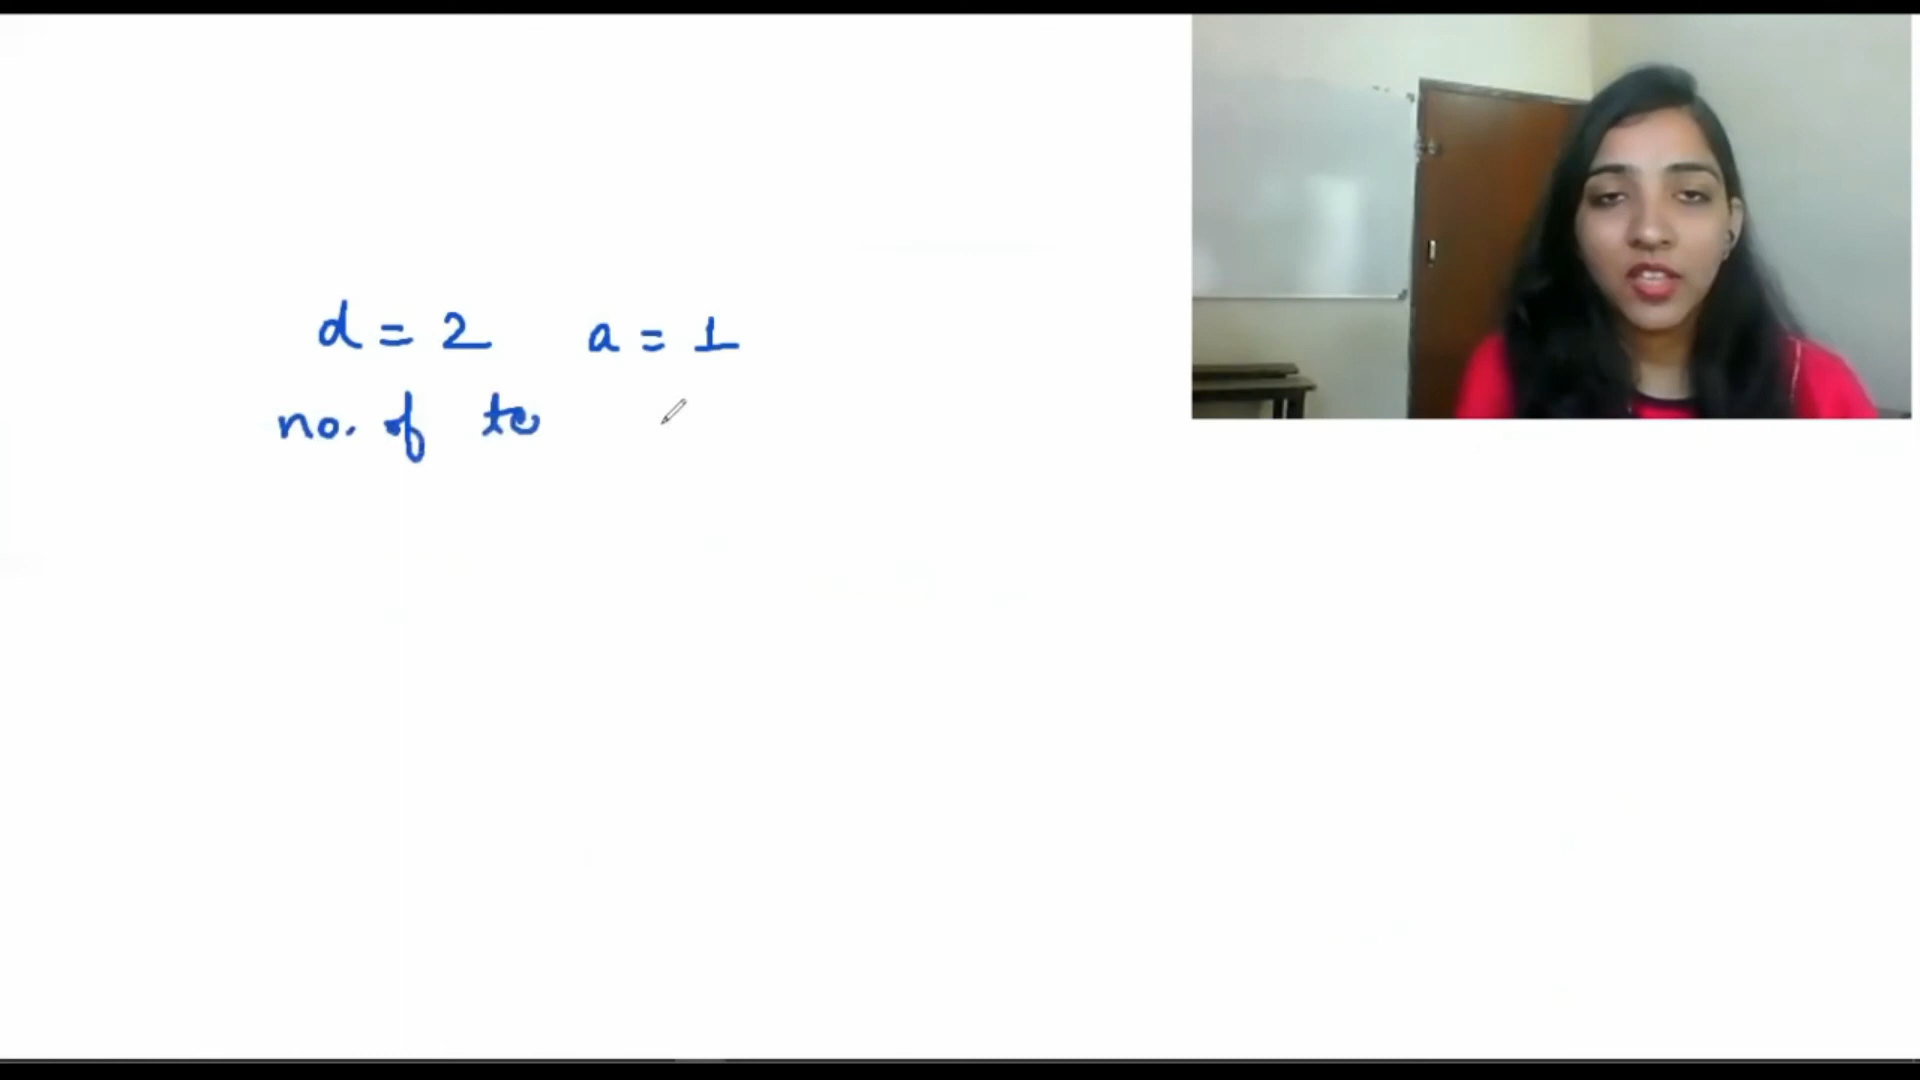 d = 2 a = 1
no. of te